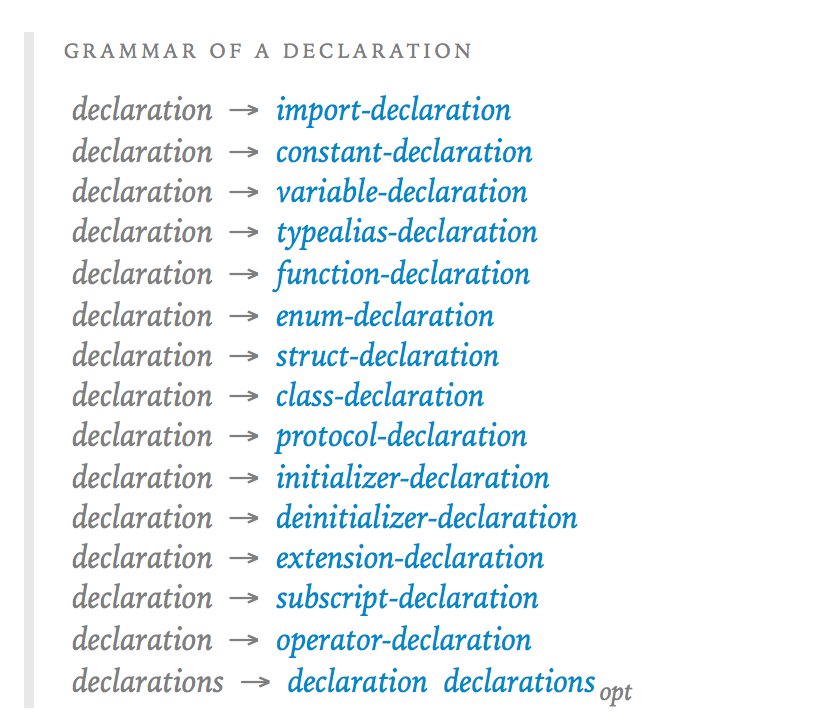 GRAMMAR OF A DECLARATION
declaration → import-declaration
declaration → constant-declaration
declaration → variable-declaration
declaration → typealias-declaration
declaration → function-declaration
declaration → enum-declaration
declaration → struct-declaration
declaration → class-declaration
declaration → protocol-declaration
declaration → initializer-declaration
declaration → deinitializer-declaration
declaration → extension-declaration
declaration → subscript-declaration
declaration → operator-declaration
declarations → declaration declarations opt